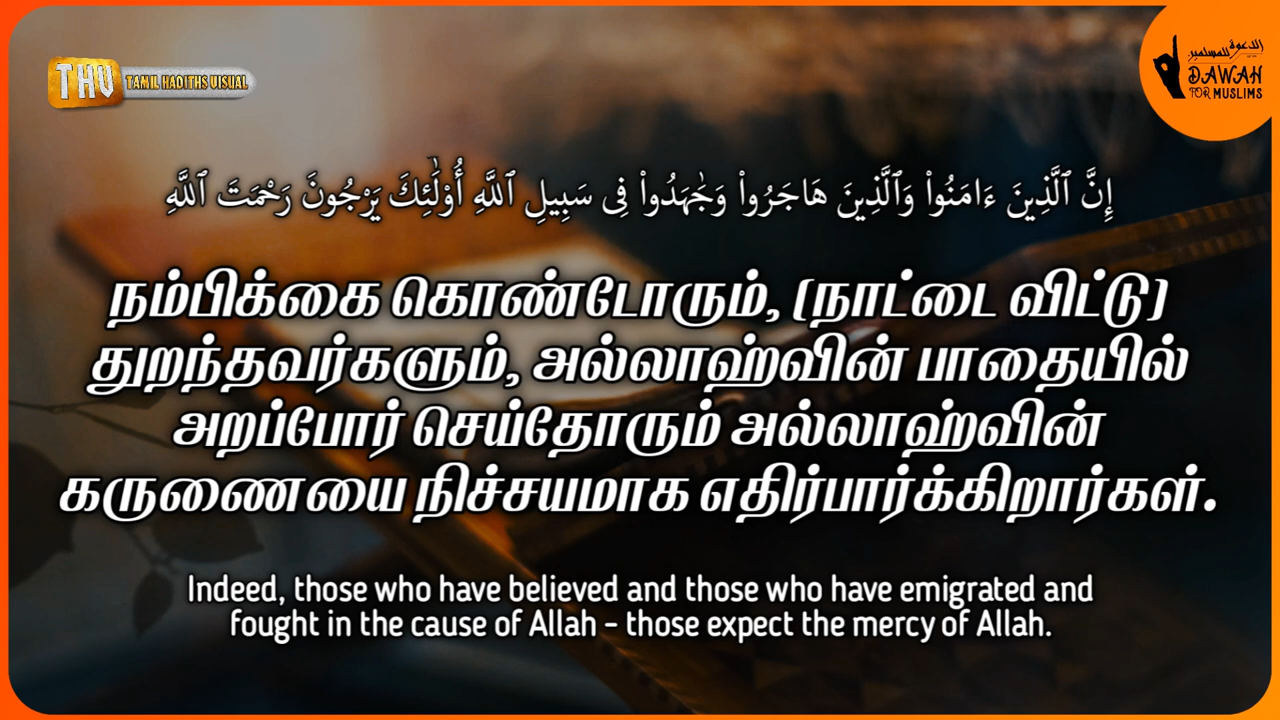 THV
TAMIL HADITHS VISUAL
الدعوة للمسلمين
DAWAH
FOR MUSLIMS
إِنَّ ٱلَّذِينَ ءَامَنُوا۟ وَٱلَّذِينَ هَاجَرُوا۟ وَجَٰهَدُوا۟ فِى سَبِيلِ ٱللَّهِ أُو۟لَٰٓئِكَ يَرْجُونَ رَحْمَتَ ٱللَّهِ
நம்பிக்கை கொண்டோரும், (நாட்டை விட்டு)
துறந்தவர்களும், அல்லாஹ்வின் பாதையில்
அறப்போர் செய்தோரும் அல்லாஹ்வின்
கருணையை நிச்சயமாக எதிர்பார்க்கிறார்கள்.
Indeed, those who have believed and those who have emigrated and
fought in the cause of Allah - those expect the mercy of Allah.